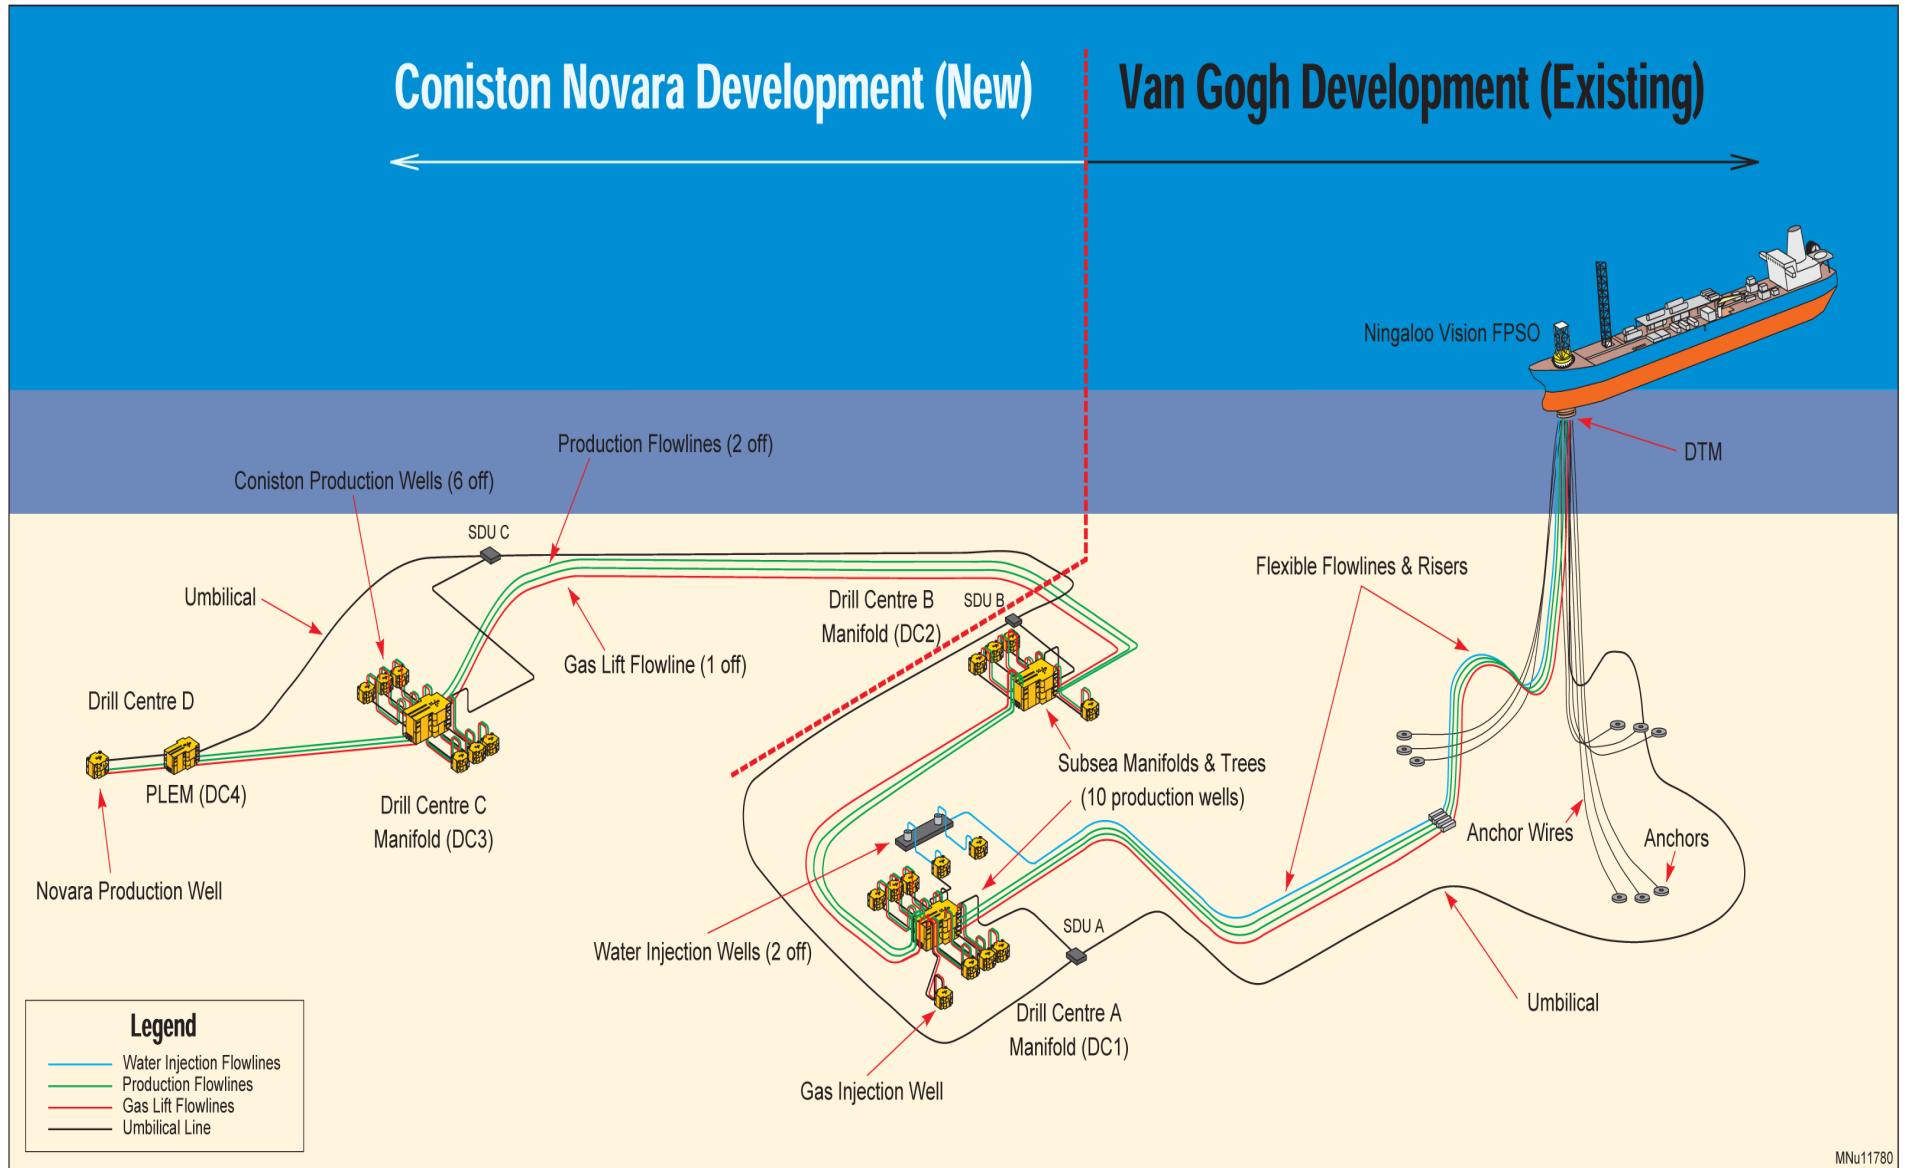 Coniston Novara Development (New)
Van Gogh Development (Existing)
Ningaloo Vision FPSO
DTM
Production Flowlines (2 off)
Coniston Production Wells (6 off)
SDU C
Umbilical
Gas Lift Flowline (1 off)
Drill Centre B
Manifold (DC2)
SDU B
Flexible Flowlines & Risers
Drill Centre D
PLEM (DC4)
Drill Centre C
Manifold (DC3)
Novara Production Well
Subsea Manifolds & Trees
(10 production wells)
Anchor Wires
Anchors
Water Injection Wells (2 off)
SDU A
Drill Centre A
Manifold (DC1)
Gas Injection Well
Umbilical
Legend
Water Injection Flowlines
Production Flowlines
Gas Lift Flowlines
Umbilical Line
MNu11780